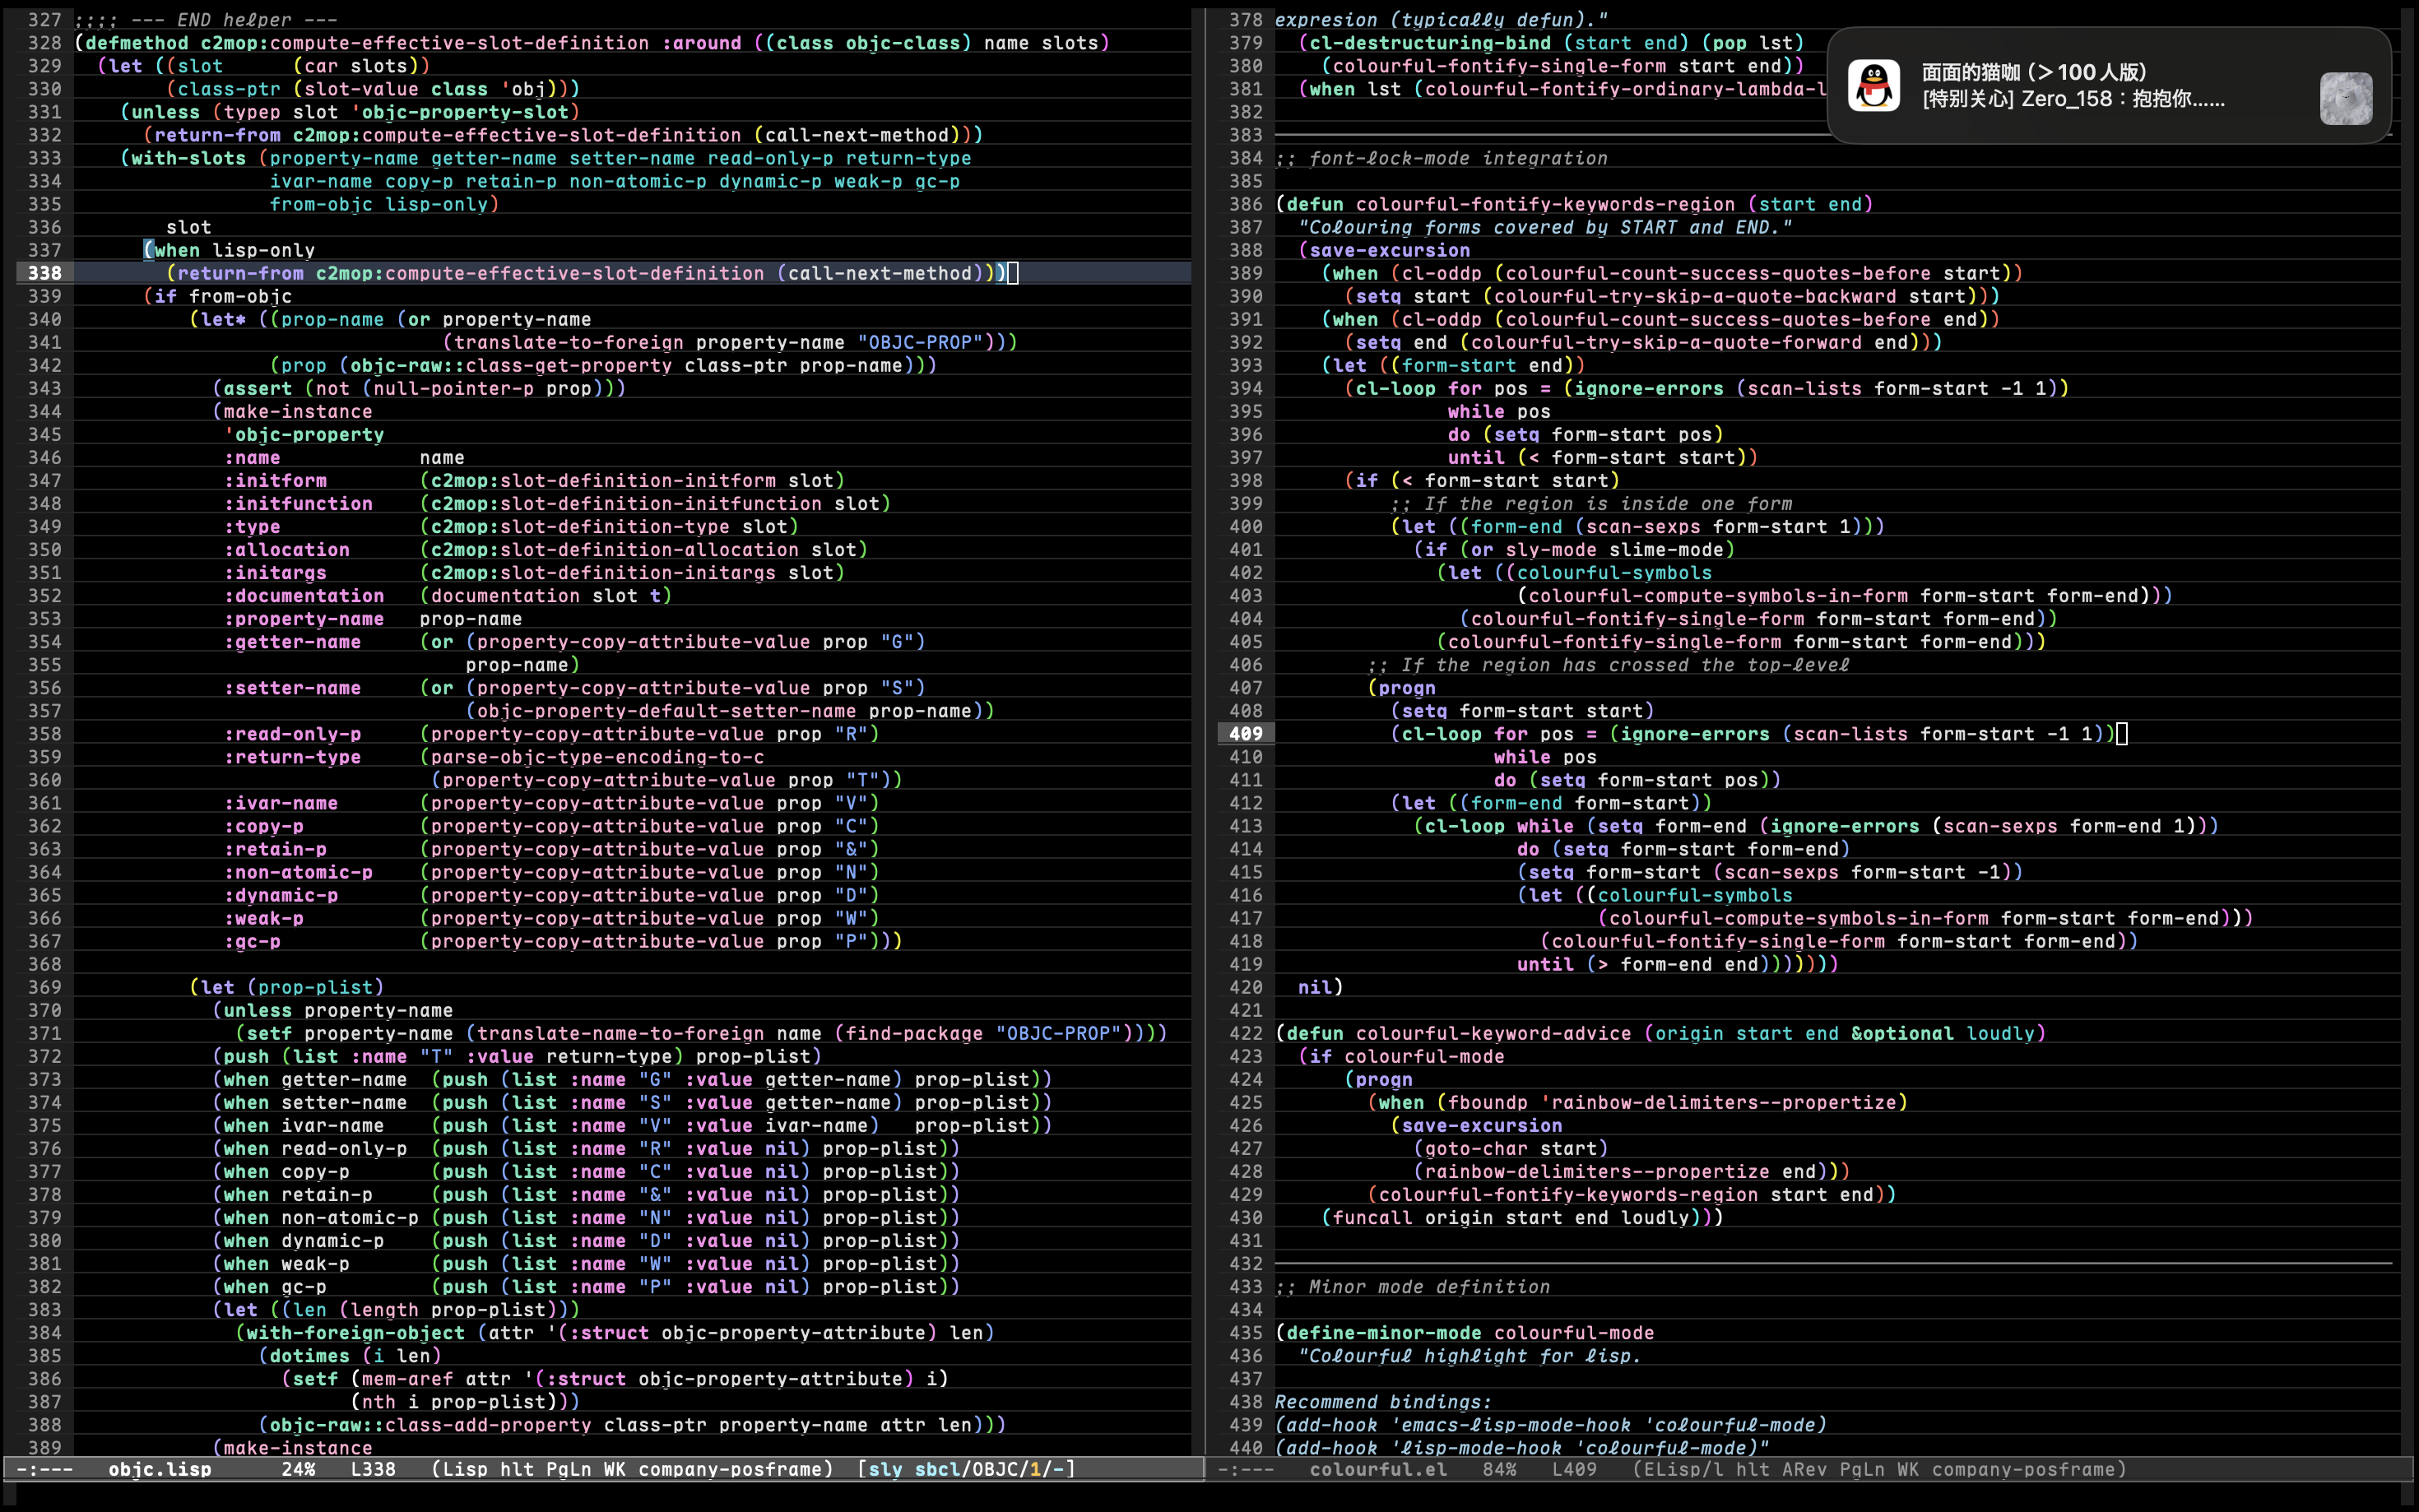 327 ;;;; --- END helper ---
328 (defmethod c2mop:compute-effective-slot-definition :around ((class objc-class) name slots)
329   (let ((slot      (car slots))
330         (class-ptr (slot-value class 'obj)))
331     (unless (typep slot 'objc-property-slot)
332       (return-from c2mop:compute-effective-slot-definition (call-next-method)))
333     (with-slots (property-name getter-name setter-name read-only-p return-type
334                  ivar-name copy-p retain-p non-atomic-p dynamic-p weak-p gc-p
335                  from-objc lisp-only)
336         slot
337       (when lisp-only
338         (return-from c2mop:compute-effective-slot-definition (call-next-method)))
339       (if from-objc
340           (let* ((prop-name (or property-name
341                                 (translate-to-foreign property-name "OBJC-PROP")))
342                  (prop (objc-raw::class-get-property class-ptr prop-name)))
343             (assert (not (null-pointer-p prop)))
344             (make-instance
345              'objc-property
346              :name            name
347              :initform        (c2mop:slot-definition-initform slot)
348              :initfunction    (c2mop:slot-definition-initfunction slot)
349              :type            (c2mop:slot-definition-type slot)
350              :allocation      (c2mop:slot-definition-allocation slot)
351              :initargs        (c2mop:slot-definition-initargs slot)
352              :documentation   (documentation slot t)
353              :property-name   prop-name
354              :getter-name     (or (property-copy-attribute-value prop "G")
355                                   prop-name)
356              :setter-name     (or (property-copy-attribute-value prop "S")
357                                   (objc-property-default-setter-name prop-name))
358              :read-only-p     (property-copy-attribute-value prop "R")
359              :return-type     (parse-objc-type-encoding-to-c
360                                (property-copy-attribute-value prop "T"))
361              :ivar-name       (property-copy-attribute-value prop "V")
362              :copy-p          (property-copy-attribute-value prop "C")
363              :retain-p        (property-copy-attribute-value prop "&")
364              :non-atomic-p    (property-copy-attribute-value prop "N")
365              :dynamic-p       (property-copy-attribute-value prop "D")
366              :weak-p          (property-copy-attribute-value prop "W")
367              :gc-p            (property-copy-attribute-value prop "P")))
368
369           (let (prop-plist)
370             (unless property-name
371               (setf property-name (translate-name-to-foreign name (find-package "OBJC-PROP"))))
372             (push (list :name "T" :value return-type) prop-plist)
373             (when getter-name  (push (list :name "G" :value getter-name) prop-plist))
374             (when setter-name  (push (list :name "S" :value getter-name) prop-plist))
375             (when ivar-name    (push (list :name "V" :value ivar-name)   prop-plist))
376             (when read-only-p  (push (list :name "R" :value nil) prop-plist))
377             (when copy-p       (push (list :name "C" :value nil) prop-plist))
378             (when retain-p     (push (list :name "&" :value nil) prop-plist))
379             (when non-atomic-p (push (list :name "N" :value nil) prop-plist))
380             (when dynamic-p    (push (list :name "D" :value nil) prop-plist))
381             (when weak-p       (push (list :name "W" :value nil) prop-plist))
382             (when gc-p         (push (list :name "P" :value nil) prop-plist))
383             (let ((len (length prop-plist)))
384               (with-foreign-object (attr '(:struct objc-property-attribute) len)
385                 (dotimes (i len)
386                   (setf (mem-aref attr '(:struct objc-property-attribute) i)
387                         (nth i prop-plist)))
388                 (objc-raw::class-add-property class-ptr property-name attr len)))
389             (make-instance
-:---   objc.lisp      24%   L338   (Lisp hlt PgLn WK company-posframe)  [sly sbcl/OBJC/1/-]
378 expresion (typically defun)."
379   (cl-destructuring-bind (start end) (pop lst)
380     (colourful-fontify-single-form start end))
381   (when lst (colourful-fontify-ordinary-lambda-l
382
383
384 ;; font-lock-mode integration
385
386 (defun colourful-fontify-keywords-region (start end)
387   "Colouring forms covered by START and END."
388   (save-excursion
389     (when (cl-oddp (colourful-count-success-quotes-before start))
390       (setq start (colourful-try-skip-a-quote-backward start)))
391     (when (cl-oddp (colourful-count-success-quotes-before end))
392       (setq end (colourful-try-skip-a-quote-forward end)))
393     (let ((form-start end))
394       (cl-loop for pos = (ignore-errors (scan-lists form-start -1 1))
395                while pos
396                do (setq form-start pos)
397                until (< form-start start))
398       (if (< form-start start)
399           ;; If the region is inside one form
400           (let ((form-end (scan-sexps form-start 1)))
401             (if (or sly-mode slime-mode)
402               (let ((colourful-symbols
403                      (colourful-compute-symbols-in-form form-start form-end)))
404                 (colourful-fontify-single-form form-start form-end))
405               (colourful-fontify-single-form form-start form-end)))
406         ;; If the region has crossed the top-level
407         (progn
408           (setq form-start start)
409           (cl-loop for pos = (ignore-errors (scan-lists form-start -1 1))
410                    while pos
411                    do (setq form-start pos))
412           (let ((form-end form-start))
413             (cl-loop while (setq form-end (ignore-errors (scan-sexps form-end 1)))
414                      do (setq form-start form-end)
415                      (setq form-start (scan-sexps form-start -1))
416                      (let ((colourful-symbols
417                             (colourful-compute-symbols-in-form form-start form-end)))
418                        (colourful-fontify-single-form form-start form-end))
419                      until (> form-end end)))))))
420   nil)
421
422 (defun colourful-keyword-advice (origin start end &optional loudly)
423   (if colourful-mode
424       (progn
425         (when (fboundp 'rainbow-delimiters--propertize)
426           (save-excursion
427             (goto-char start)
428             (rainbow-delimiters--propertize end)))
429         (colourful-fontify-keywords-region start end))
430     (funcall origin start end loudly)))
431
432
433 ;; Minor mode definition
434
435 (define-minor-mode colourful-mode
436   "Colourful highlight for lisp.
437
438 Recommend bindings:
439 (add-hook 'emacs-lisp-mode-hook 'colourful-mode)
440 (add-hook 'lisp-mode-hook 'colourful-mode)"
-:---   colourful.el   84%   L409   (ELisp/l hlt ARev PgLn WK company-posframe)
面面的猫咖 (＞100人版)
[特别关心] Zero_158：抱抱你……